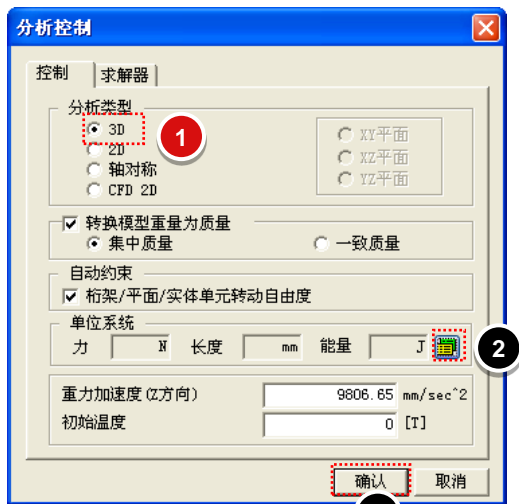 分析控制
控制 求解器
分析类型
3D
1
2D
轴对称
CFD 2D
XY平面
XZ平面
YZ平面
转换模型重量为质量
集中质量 一致质量
自动约束
桁架/平面/实体单元转动自由度
单位系统
力 N 长度 mm 能量 J
2
重力加速度(Z方向) 9806.65 mm/sec^2
初始温度 0 [T]
确认 取消